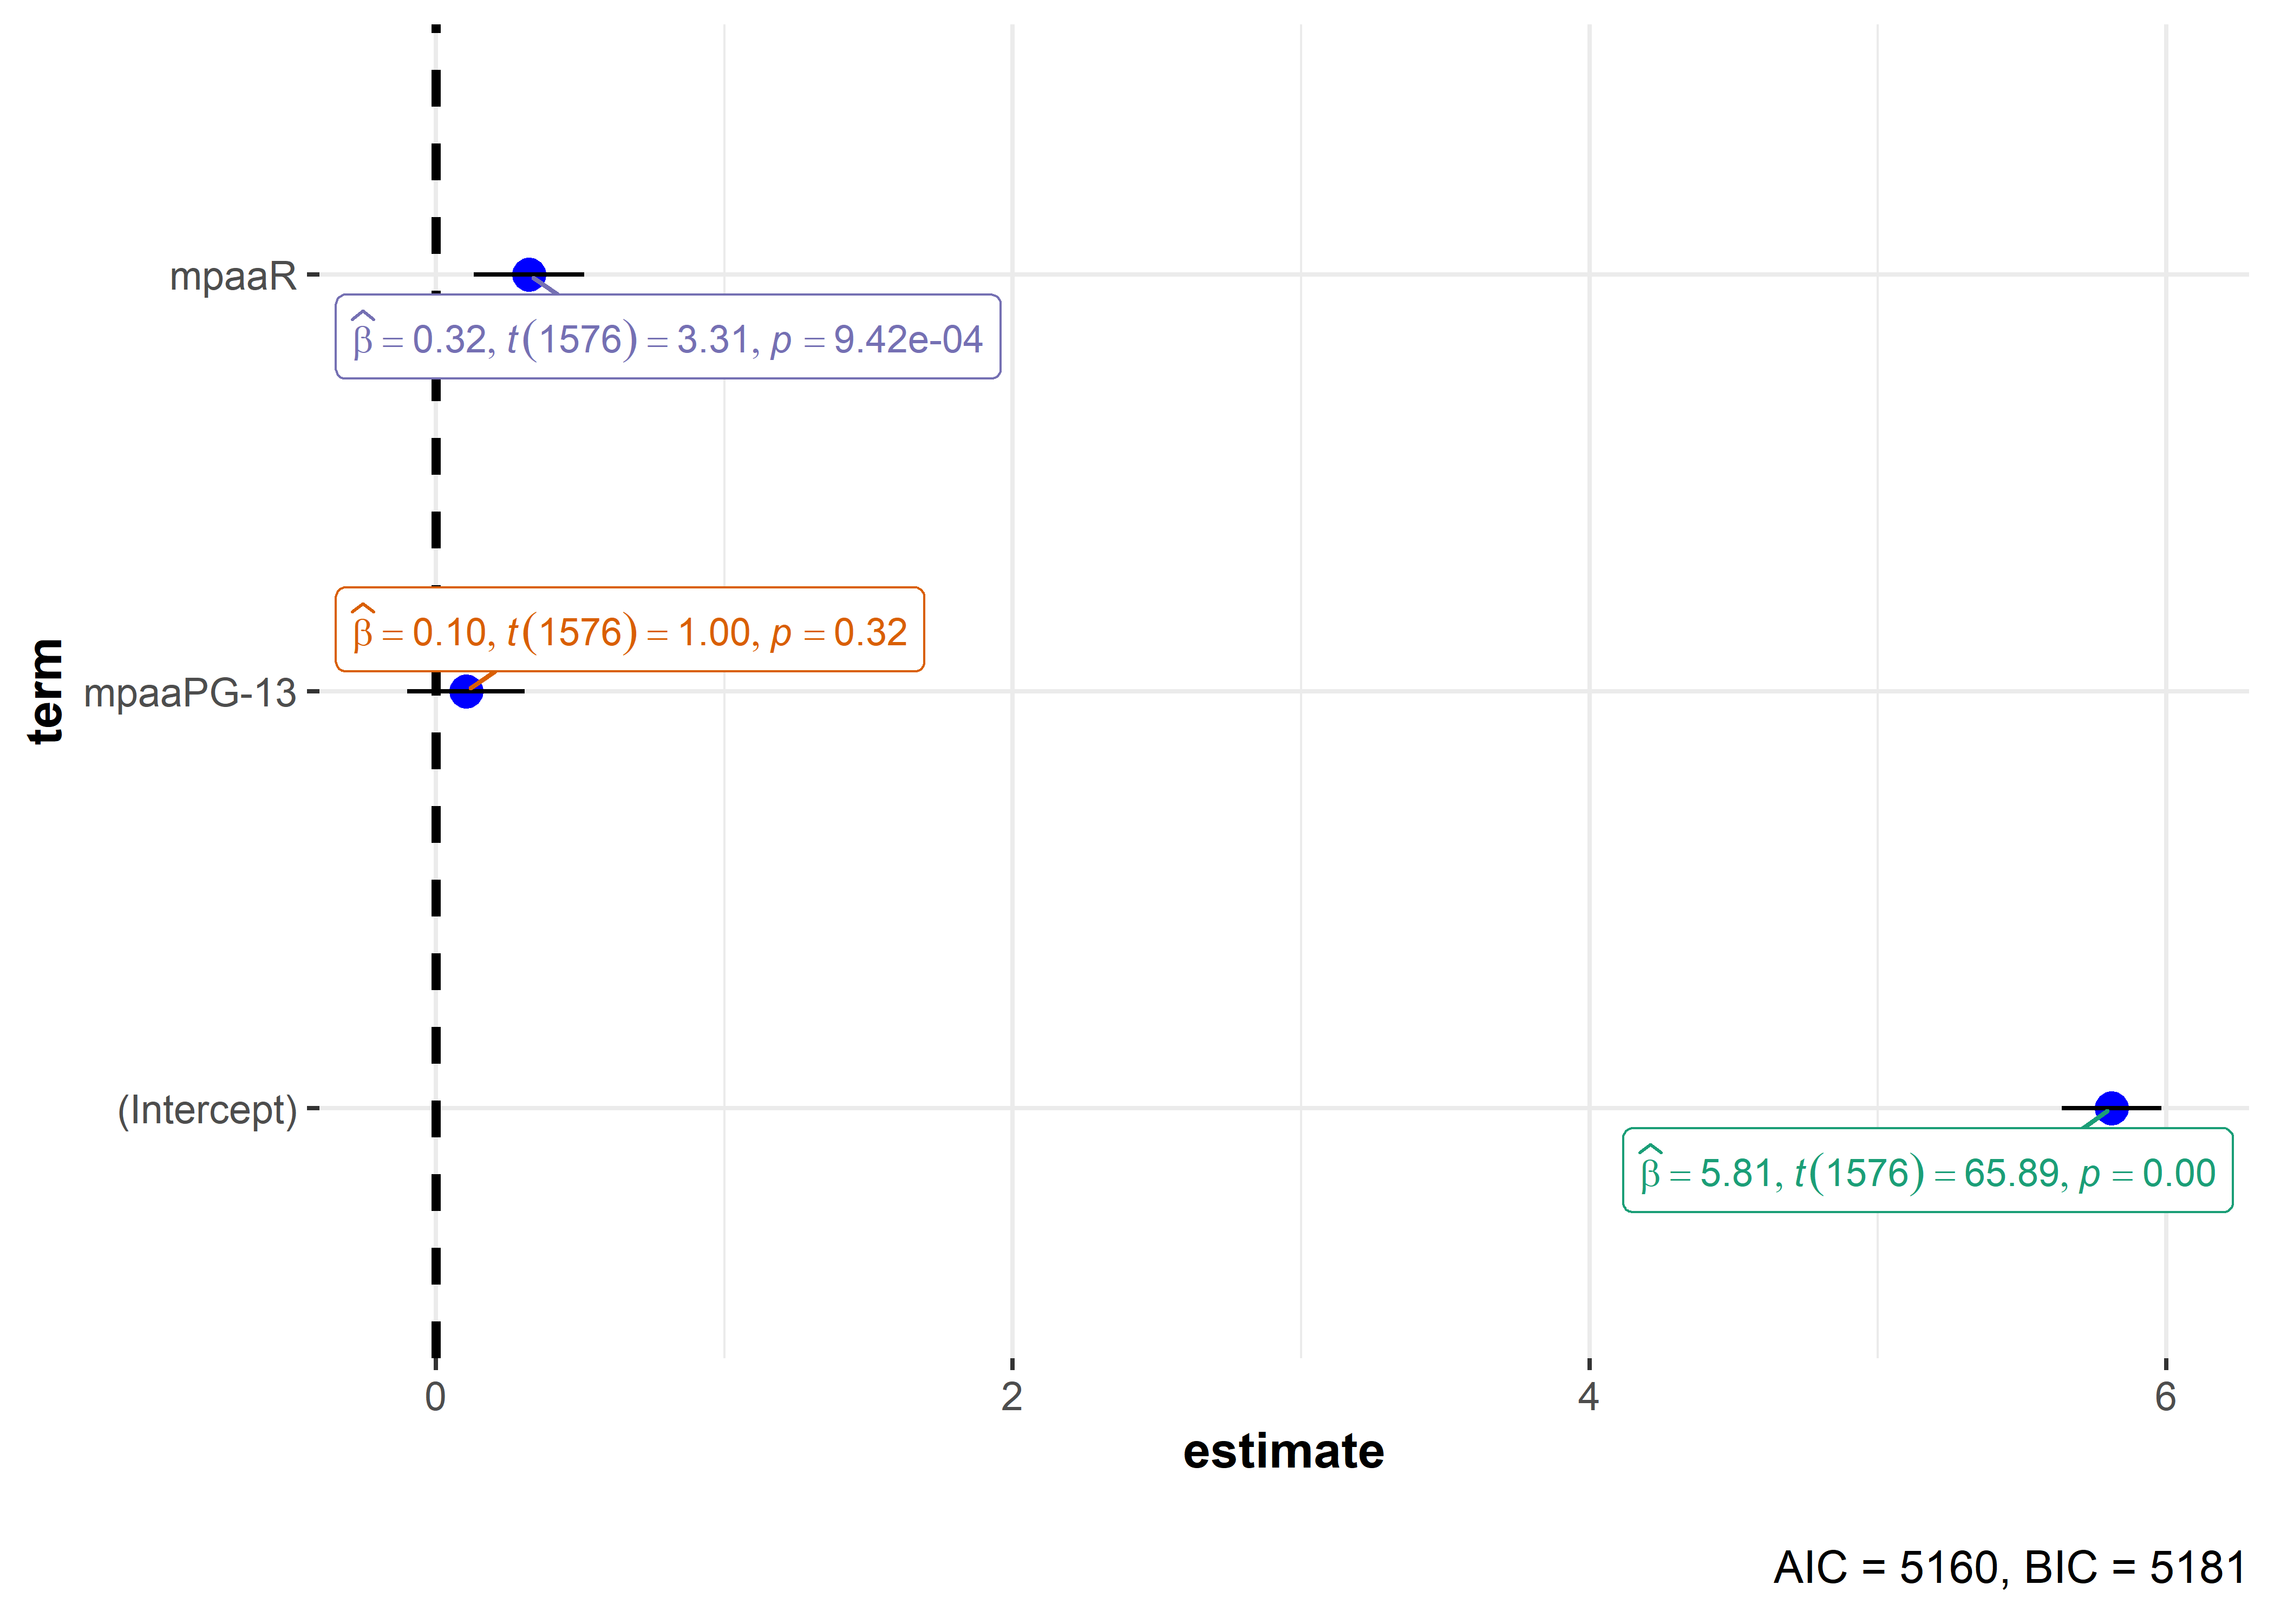 mpaaR
β̂ = 0.32, t(1576) = 3.31, p = 9.42e-04
β̂ = 0.10, t(1576) = 1.00, p = 0.32
term
mpaaPG-13
(Intercept)
β̂ = 5.81, t(1576) = 65.89, p = 0.00
0 2 4 6
estimate
AIC = 5160, BIC = 5181